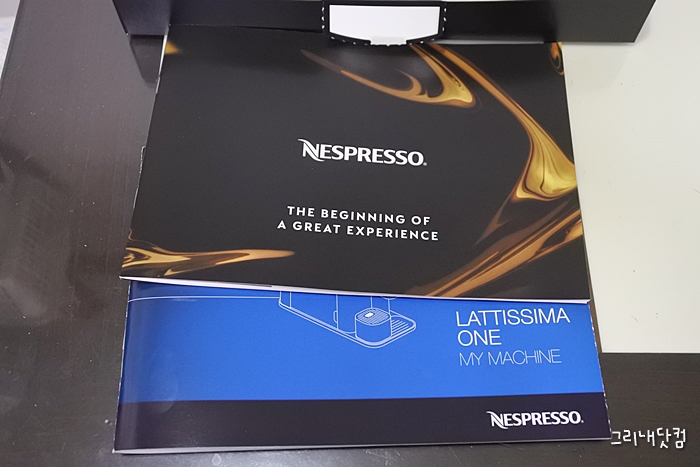 NESPRESSO®
THE BEGINNING OF
A GREAT EXPERIENCE
LATTISSIMA
ONE
MY MACHINE
NESPRESSO®
그리내닷컴